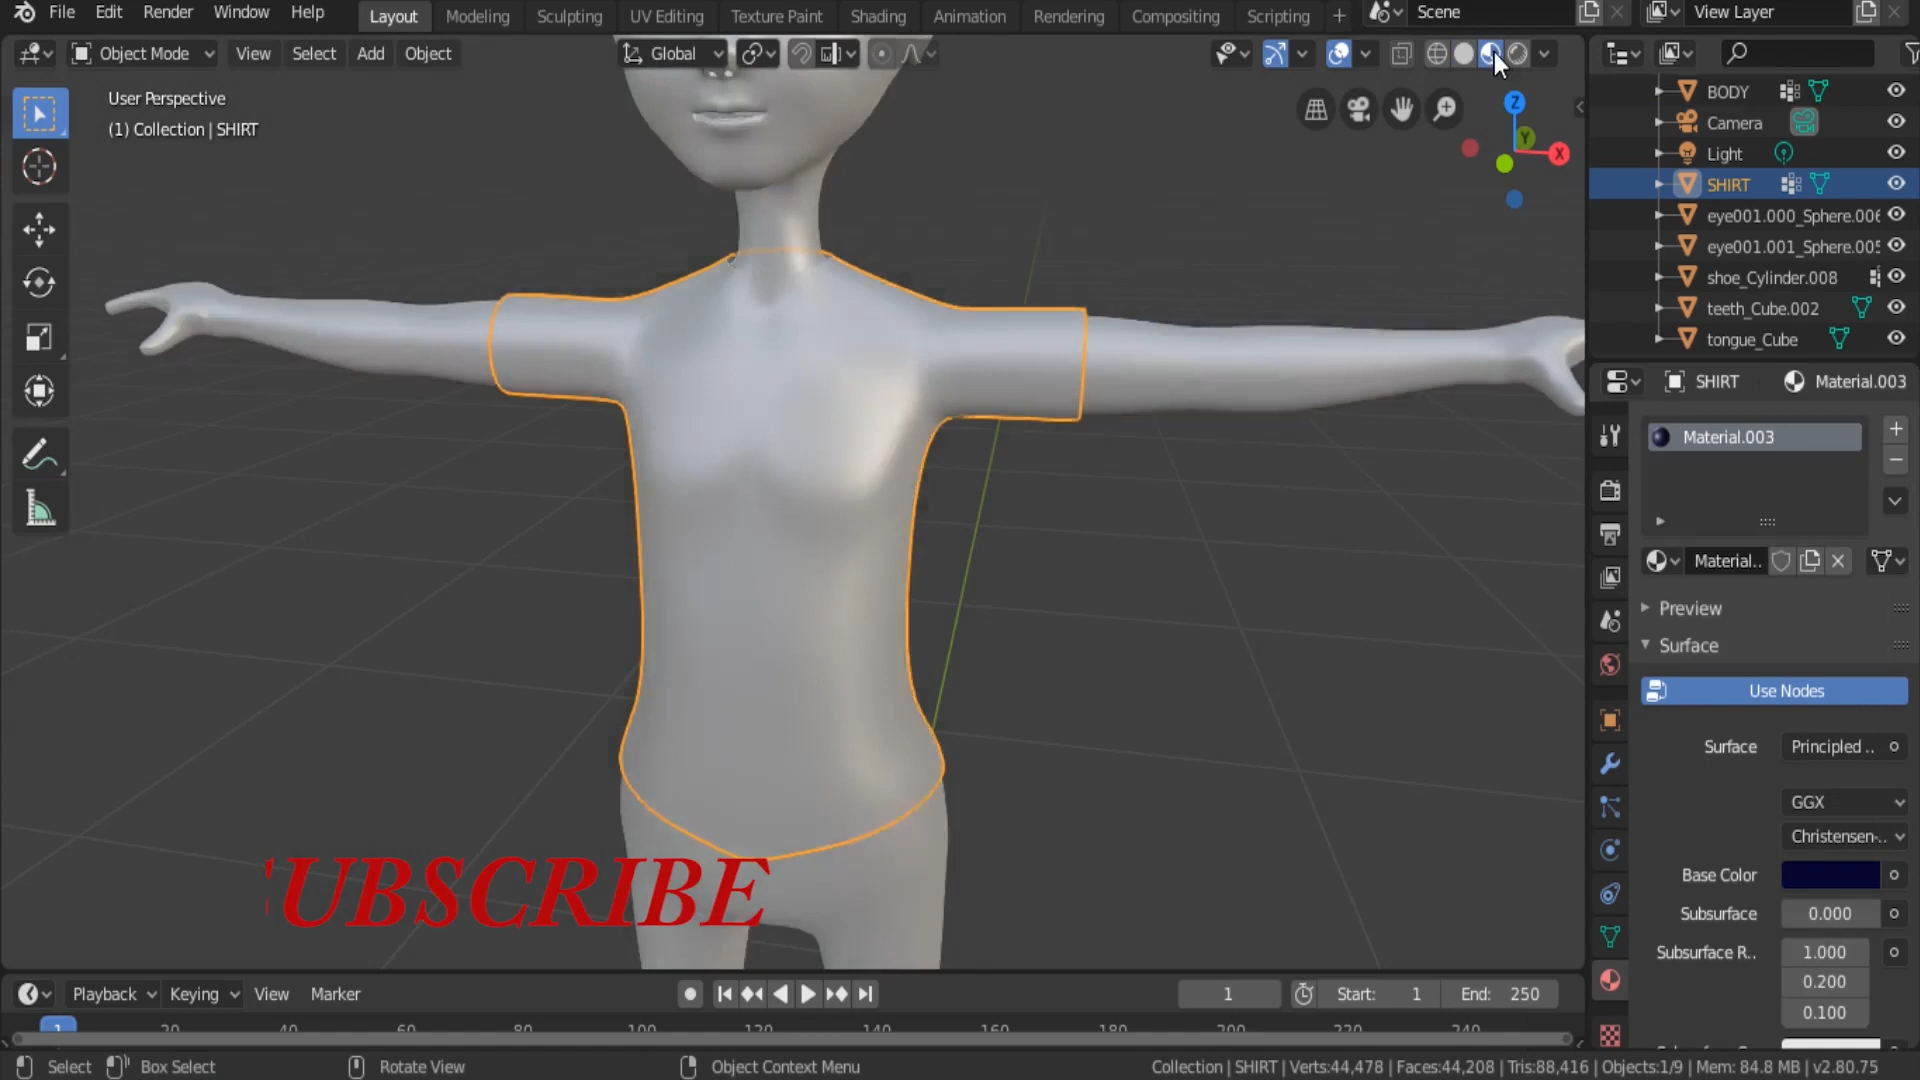 File Edit Render Window Help Layout Modeling Sculpting UV Editing Texture Paint Shading Animation Rendering Compositing Scripting + Scene View Layer
Object Mode View Select Add Object Global
User Perspective
(1) Collection | SHIRT
Z
Y
X
BODY
Camera
Light
SHIRT
eye001.000_Sphere.006
eye001.001_Sphere.005
shoe_Cylinder.008
teeth_Cube.002
tongue_Cube
SHIRT Material.003
Material.003
Material..
Preview
Surface
Use Nodes
Surface Principled ..
GGX
Christensen-..
Base Color
Subsurface 0.000
Subsurface R.. 1.000
0.200
0.100
UBSCRIBE
Playback Keying View Marker 1 Start: 1 End: 250
1 20 40 60 80 100 120 140 160 180 200 220 240
Select Box Select Rotate View Object Context Menu Collection | SHIRT | Verts:44,478 | Faces:44,208 | Tris:88,416 | Objects:1/9 | Mem: 84.8 MB | v2.80.75